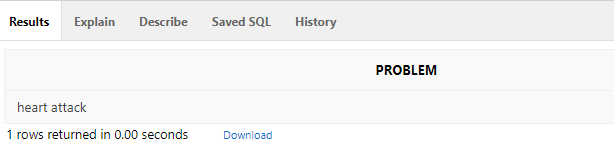 Results Explain Describe Saved SQL History
PROBLEM
heart attack
1 rows returned in 0.00 seconds Download